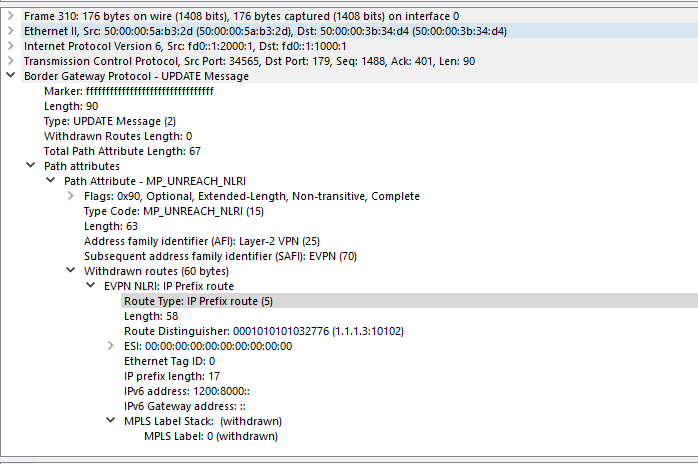 Frame 310: 176 bytes on wire (1408 bits), 176 bytes captured (1408 bits) on interface 0
Ethernet II, Src: 50:00:00:5a:b3:2d (50:00:00:5a:b3:2d), Dst: 50:00:00:3b:34:d4 (50:00:00:3b:34:d4)
Internet Protocol Version 6, Src: fd0::1:2000:1, Dst: fd0::1:1000:1
Transmission Control Protocol, Src Port: 34565, Dst Port: 179, Seq: 1488, Ack: 401, Len: 90
Border Gateway Protocol - UPDATE Message
Marker: ffffffffffffffffffffffffffffffff
Length: 90
Type: UPDATE Message (2)
Withdrawn Routes Length: 0
Total Path Attribute Length: 67
Path attributes
Path Attribute - MP_UNREACH_NLRI
Flags: 0x90, Optional, Extended-Length, Non-transitive, Complete
Type Code: MP_UNREACH_NLRI (15)
Length: 63
Address family identifier (AFI): Layer-2 VPN (25)
Subsequent address family identifier (SAFI): EVPN (70)
Withdrawn routes (60 bytes)
EVPN NLRI: IP Prefix route
Route Type: IP Prefix route (5)
Length: 58
Route Distinguisher: 0001010101032776 (1.1.1.3:10102)
ESI: 00:00:00:00:00:00:00:00:00:00
Ethernet Tag ID: 0
IP prefix length: 17
IPv6 address: 1200:8000::
IPv6 Gateway address: ::
MPLS Label Stack: (withdrawn)
MPLS Label: 0 (withdrawn)